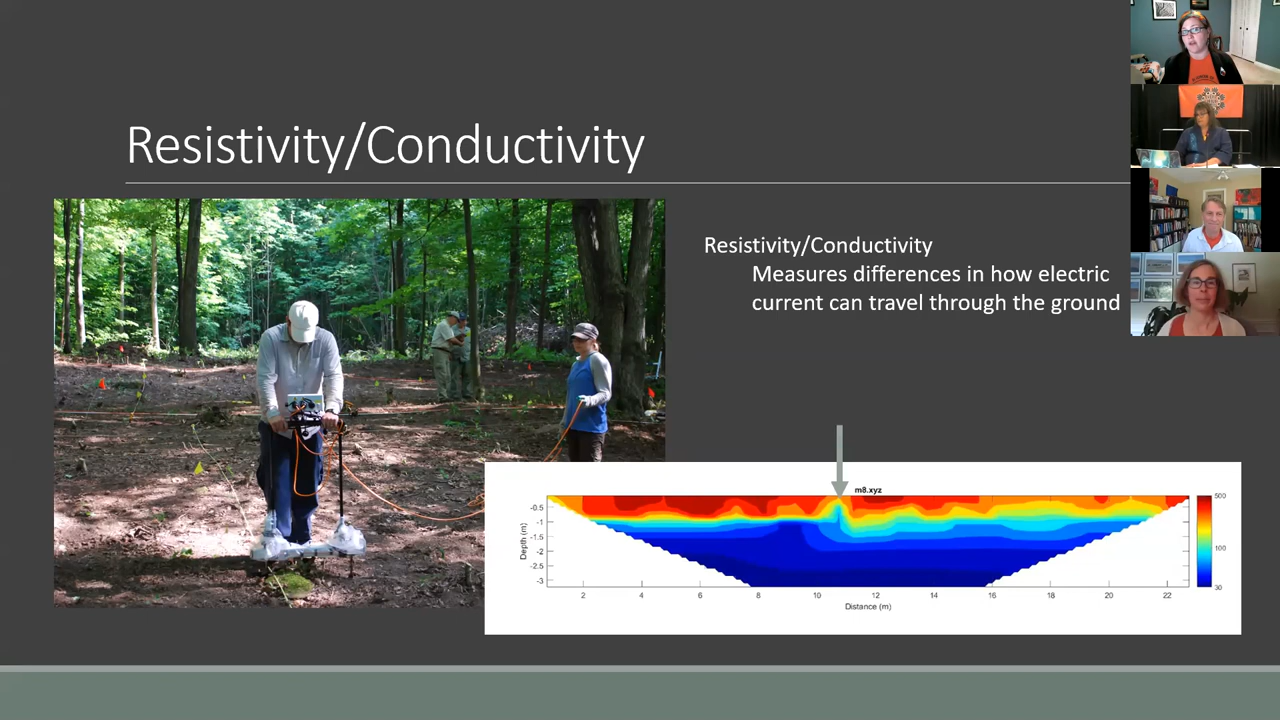 Resistivity/Conductivity
Resistivity/Conductivity
Measures differences in how electric
current can travel through the ground
m8.xyz
Depth (m)
-0.5
-1
-1.5
-2
-2.5
-3
2
4
6
8
10
12
14
16
18
20
22
Distance (m)
500
100
30